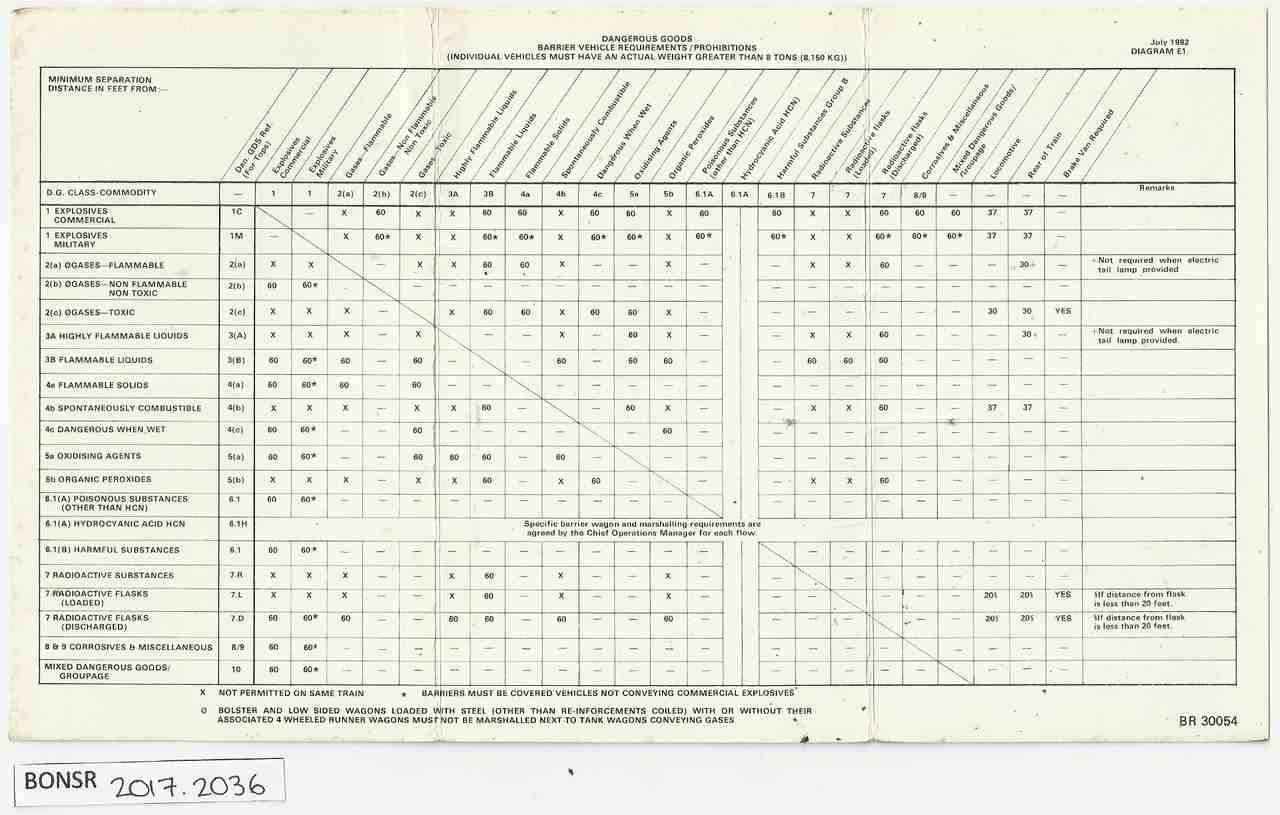 DANGEROUS GOODS
BARRIER VEHICLE REQUIREMENTS/PROHIBITIONS
(INDIVIDUAL VEHICLES MUST HAVE AN ACTUAL WEIGHT GREATER THAN 8 TONS (8,150 KG))
July 1982
DIAGRAM E1.
MINIMUM SEPARATION
DISTANCE IN FEET FROM:—
Dan. GDS Ref.
(For Tops)
Explosives
Commercial
Explosives
Military
Gases—Flammable
Gases—Non Flammable
Non Toxic
Gases—Toxic
Highly Flammable Liquids
Flammable Liquids
Flammable Solids
Spontaneously Combustible
Dangrous When Wet
Oxidising Agents
Organic Peroxides
Poisonous Substances
(other than HCN)
Hydrocyanic Acid HCN)
Harmful Substances Group B
Radioactive Substances
Radioactive flasks
(Loaded)
Radioactive flasks
(Discharged)
Corrosives & Miscellaneous
Mixed Dangerous Goods/
Groupage
Locomotive
Rear of Train
Brake Van Required
D.G. CLASS-COMMODITY — 1 1 2(a) 2(b) 2(c) 3A 3B 4a 4b 4c 5a 5b 6.1A 6.1A 6.1B 7 7 7 8/9 — — — — Remarks
1 EXPLOSIVES 1C — X 60 X X 60 60 X 60 60 X 60 60 X X 60 60 60 37 37 —
COMMERCIAL
1 EXPLOSIVES 1M — X 60* X X 60* 60* X 60* 60* X 60* 60* X X 60* 60* 60* 37 37 —
MILITARY
2(a) ØGASES—FLAMMABLE 2(a) X X — X X 60 60 X — — X — — X X 60 — — — 30+ — +Not required when electric
tail lamp provided
2(b) ØGASES—NON FLAMMABLE 2(b) 60 60* — — — — — — — — — — — — — — — — — — —
NON TOXIC
2(c) ØGASES—TOXIC 2(c) X X X — X 60 60 X 60 60 X — — — — — — — 30 30 YES
3A HIGHLY FLAMMABLE LIQUIDS 3(A) X X X — X — — X — 60 X — — X X 60 — — — 30+ — +Not required when electric
tail lamp provided.
3B FLAMMABLE LIQUIDS 3(B) 60 60* 60 — 60 — — 60 — 60 60 — — 60 60 60 — — — — —
4a FLAMMABLE SOLIDS 4(a) 60 60* 60 — 60 — — — — — — — — — — — — — — — —
4b SPONTANEOUSLY COMBUSTIBLE 4(b) X X X — X X 60 — — 60 X — — X X 60 — — 37 37 —
4c DANGEROUS WHEN WET 4(c) 60 60* — — 60 — — — — — 60 — — — — — — — — — —
5a OXIDISING AGENTS 5(a) 60 60* — — 60 60 60 — 60 — — — — — — — — — — — —
5b ORGANIC PEROXIDES 5(b) X X X — X X 60 — X 60 — — — X X 60 — — — — —
6.1(A) POISONOUS SUBSTANCES 6.1 60 60* — — — — — — — — — — — — — — — — — — —
(OTHER THAN HCN)
6.1(A) HYDROCYANIC ACID HCN 6.1H Specific barrier wagon and marshalling requirements are
agreed by the Chief Operations Manager for each flow.
6.1(B) HARMFUL SUBSTANCES 6.1 60 60* — — — — — — — — — — — — — — — — — — —
7 RADIOACTIVE SUBSTANCES 7.R X X X — — X 60 — X — — X — — — — — — — — —
7 RADIOACTIVE FLASKS 7.L X X X — — X 60 — X — — X — — — — — — 20§ 20§ YES §If distance from flask
(LOADED) is less than 20 feet.
7 RADIOACTIVE FLASKS 7.D 60 60* 60 — — 60 60 — 60 — — 60 — — — — — — 20§ 20§ YES §If distance from flask
(DISCHARGED) is less than 20 feet.
8 & 9 CORROSIVES & MISCELLANEOUS 8/9 60 60* — — — — — — — — — — — — — — — — — — —
MIXED DANGEROUS GOODS/ 10 60 60* — — — — — — — — — — — — — — — — — — —
GROUPAGE
X NOT PERMITTED ON SAME TRAIN * BARRIERS MUST BE COVERED VEHICLES NOT CONVEYING COMMERCIAL EXPLOSIVES
Ø BOLSTER AND LOW SIDED WAGONS LOADED WITH STEEL (OTHER THAN RE-INFORCEMENTS COILED) WITH OR WITHOUT THEIR
ASSOCIATED 4 WHEELED RUNNER WAGONS MUST NOT BE MARSHALLED NEXT TO TANK WAGONS CONVEYING GASES
BR 30054
BONSR 2017.2036